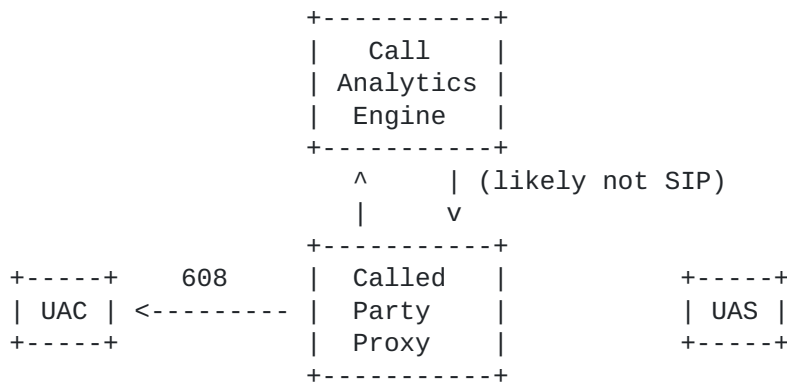 Call
Analytics
Engine
^ | (likely not SIP)
| v
608
Called
UAC <--------- Party UAS
Proxy